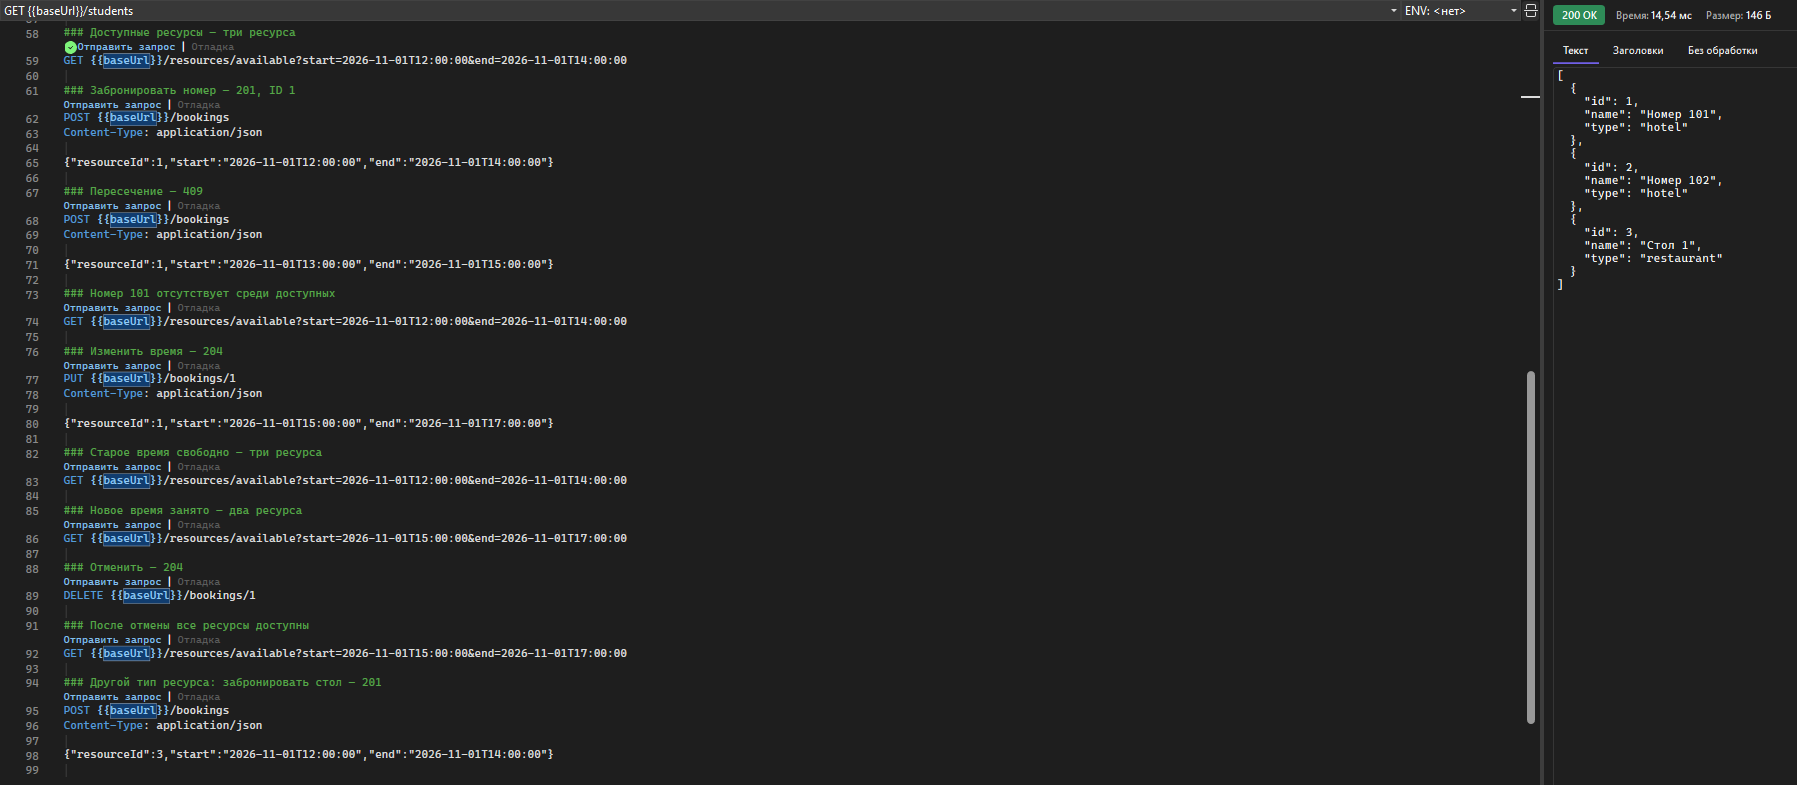 GET {{baseUrl}}/students
ENV: <нет>
58 ### Доступные ресурсы — три ресурса
Отправить запрос | Отладка
59 GET {{baseUrl}}/resources/available?start=2026-11-01T12:00:00&end=2026-11-01T14:00:00
60
61 ### Забронировать номер — 201, ID 1
Отправить запрос | Отладка
62 POST {{baseUrl}}/bookings
63 Content-Type: application/json
64
65 {"resourceId":1,"start":"2026-11-01T12:00:00","end":"2026-11-01T14:00:00"}
66
67 ### Пересечение — 409
Отправить запрос | Отладка
68 POST {{baseUrl}}/bookings
69 Content-Type: application/json
70
71 {"resourceId":1,"start":"2026-11-01T13:00:00","end":"2026-11-01T15:00:00"}
72
73 ### Номер 101 отсутствует среди доступных
Отправить запрос | Отладка
74 GET {{baseUrl}}/resources/available?start=2026-11-01T12:00:00&end=2026-11-01T14:00:00
75
76 ### Изменить время — 204
Отправить запрос | Отладка
77 PUT {{baseUrl}}/bookings/1
78 Content-Type: application/json
79
80 {"resourceId":1,"start":"2026-11-01T15:00:00","end":"2026-11-01T17:00:00"}
81
82 ### Старое время свободно — три ресурса
Отправить запрос | Отладка
83 GET {{baseUrl}}/resources/available?start=2026-11-01T12:00:00&end=2026-11-01T14:00:00
84
85 ### Новое время занято — два ресурса
Отправить запрос | Отладка
86 GET {{baseUrl}}/resources/available?start=2026-11-01T15:00:00&end=2026-11-01T17:00:00
87
88 ### Отменить — 204
Отправить запрос | Отладка
89 DELETE {{baseUrl}}/bookings/1
90
91 ### После отмены все ресурсы доступны
Отправить запрос | Отладка
92 GET {{baseUrl}}/resources/available?start=2026-11-01T15:00:00&end=2026-11-01T17:00:00
93
94 ### Другой тип ресурса: забронировать стол — 201
Отправить запрос | Отладка
95 POST {{baseUrl}}/bookings
96 Content-Type: application/json
97
98 {"resourceId":3,"start":"2026-11-01T12:00:00","end":"2026-11-01T14:00:00"}
99
200 OK Время: 14,54 мс Размер: 146 Б
Текст Заголовки Без обработки
[
{
"id": 1,
"name": "Номер 101",
"type": "hotel"
},
{
"id": 2,
"name": "Номер 102",
"type": "hotel"
},
{
"id": 3,
"name": "Стол 1",
"type": "restaurant"
}
]